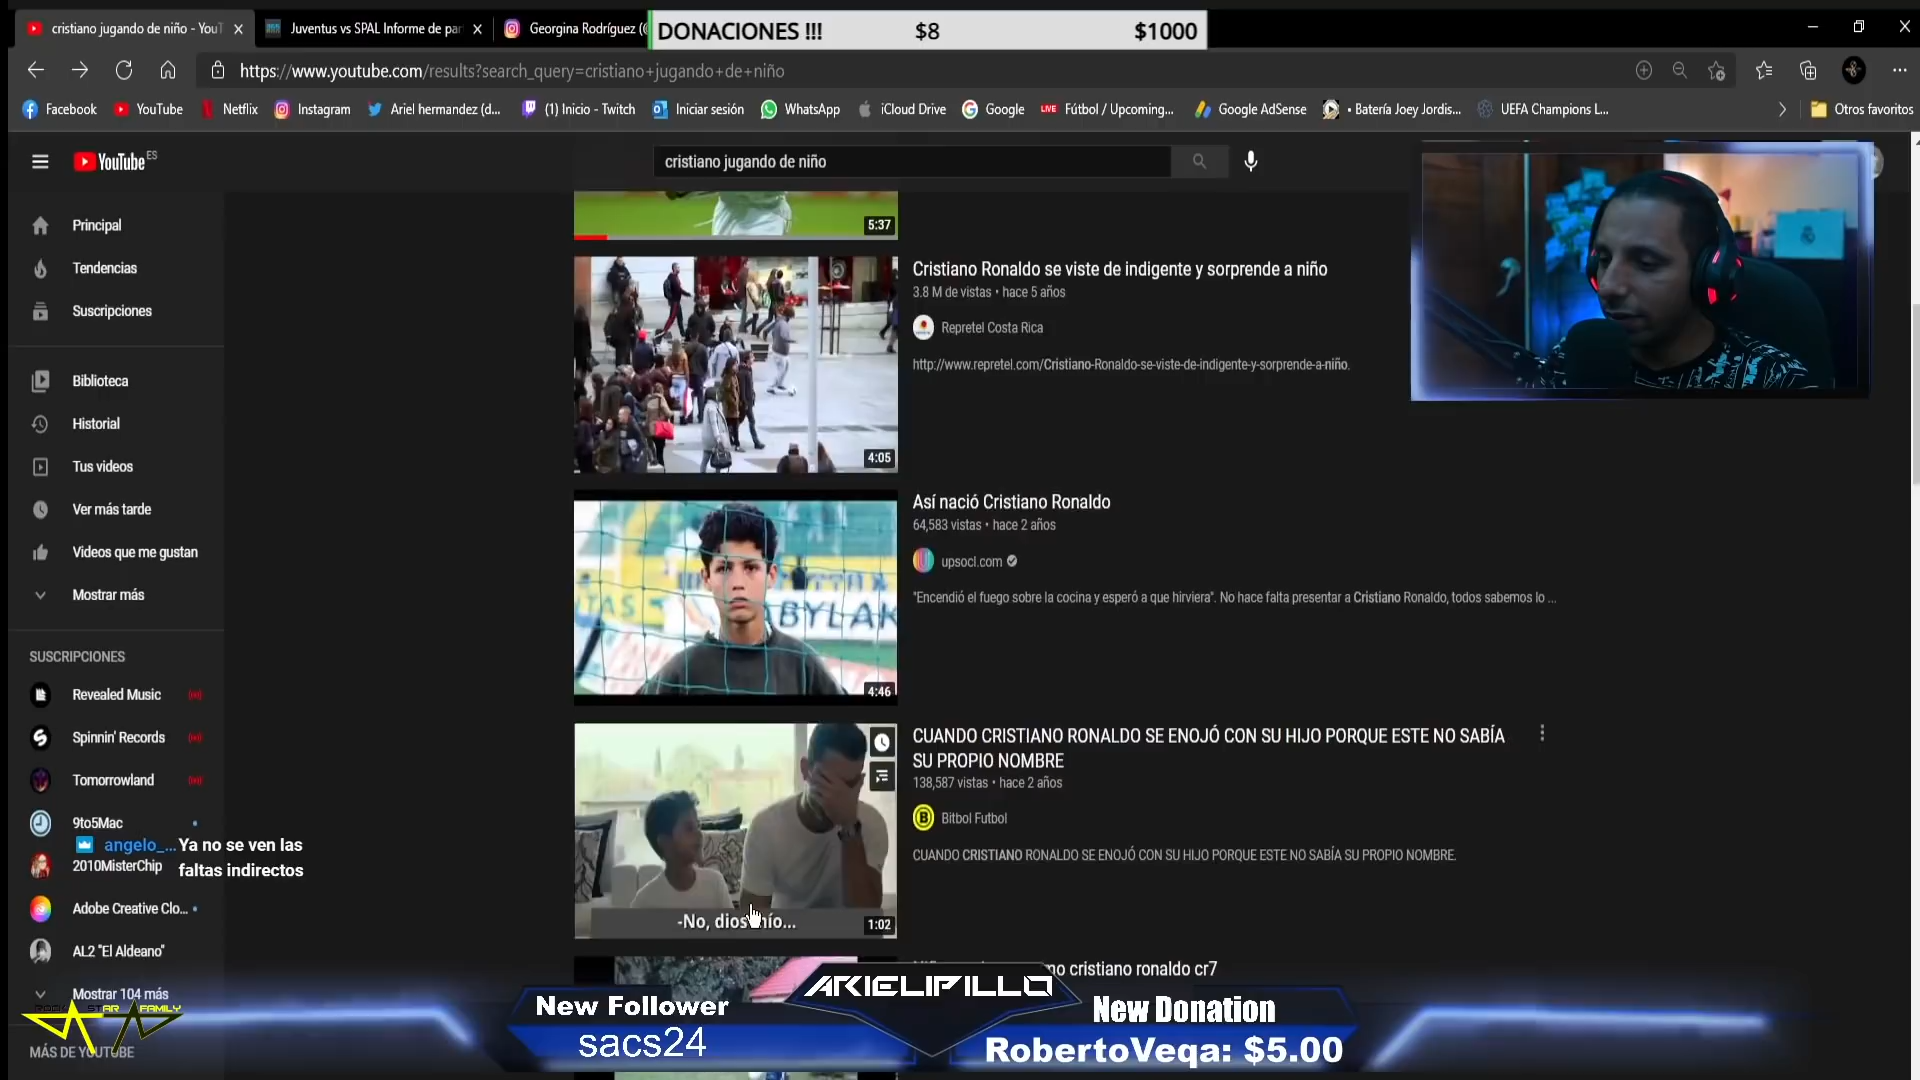 cristiano jugando de niño - YouT
Juventus vs SPAL Informe de par
Georgina Rodríguez (@
DONACIONES !!! $8 $1000
https://www.youtube.com/results?search_query=cristiano+jugando+de+niño
Facebook
YouTube
Netflix
Instagram
Ariel hermandez (d...
(1) Inicio - Twitch
Iniciar sesión
WhatsApp
iCloud Drive
Google
LIVE Fútbol / Upcoming...
Google AdSense
• Batería Joey Jordis...
UEFA Champions L...
Otros favoritos
YouTube ES
cristiano jugando de niño
Principal
Tendencias
Suscripciones
Biblioteca
Historial
Tus videos
Ver más tarde
Videos que me gustan
Mostrar más
SUSCRIPCIONES
Revealed Music
Spinnin' Records
Tomorrowland
9to5Mac
angelo_... Ya no se ven las
faltas indirectos
2010MisterChip
Adobe Creative Clo...
AL2 "El Aldeano"
Mostrar 104 más
STAR FAMILY
MÁS DE YOUTUBE
5:37
4:05
Cristiano Ronaldo se viste de indigente y sorprende a niño
3.8 M de vistas • hace 5 años
Repretel Costa Rica
http://www.repretel.com/Cristiano-Ronaldo-se-viste-de-indigente-y-sorprende-a-niño.
BYLAK
4:46
Así nació Cristiano Ronaldo
64,583 vistas • hace 2 años
upsocl.com
"Encendió el fuego sobre la cocina y esperó a que hirviera". No hace falta presentar a Cristiano Ronaldo, todos sabemos lo ...
-No, dios mío...
1:02
CUANDO CRISTIANO RONALDO SE ENOJÓ CON SU HIJO PORQUE ESTE NO SABÍA
SU PROPIO NOMBRE
138,587 vistas • hace 2 años
Bitbol Futbol
CUANDO CRISTIANO RONALDO SE ENOJÓ CON SU HIJO PORQUE ESTE NO SABÍA SU PROPIO NOMBRE.
cristiano ronaldo cr7
ARIELIPILLO
New Follower
sacs24
New Donation
RobertoVega: $5.00